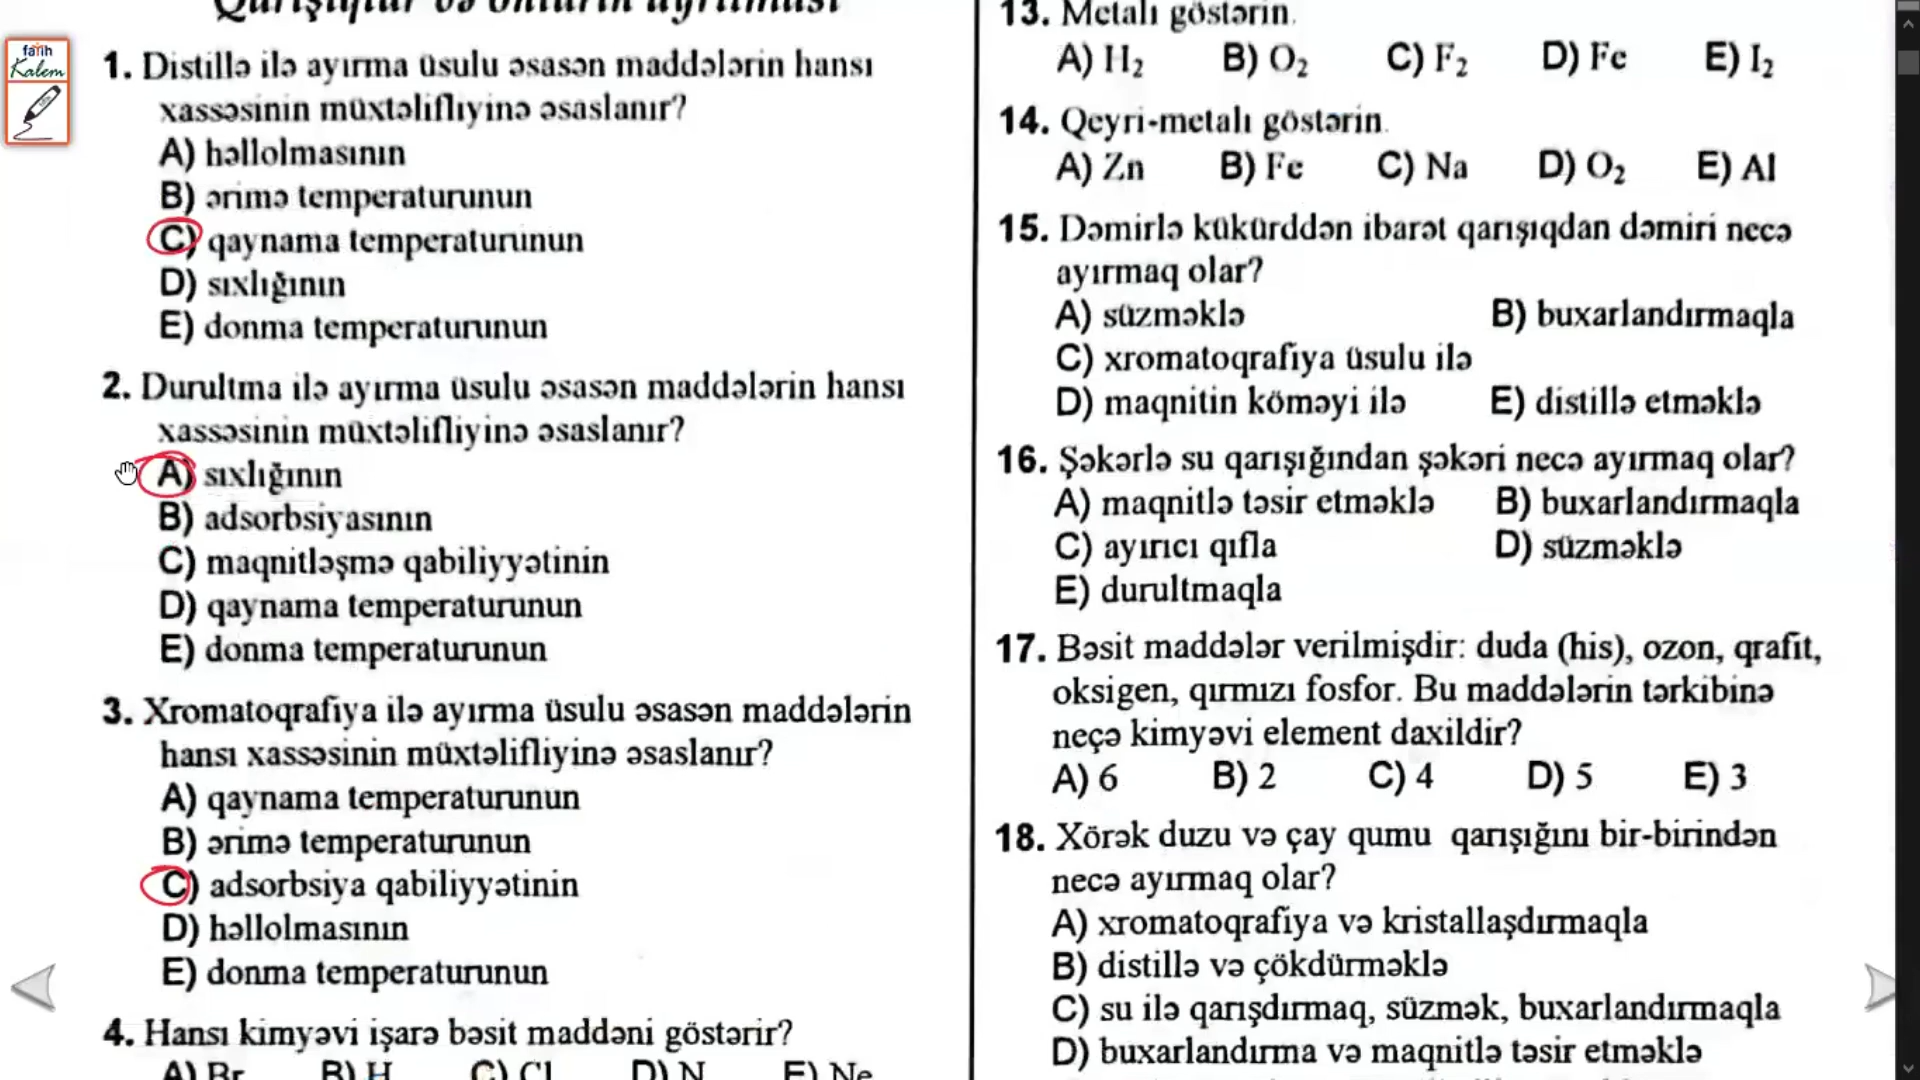 Qarışıqlar və onların ayrılması
fatih
Kalem
1. Distillə ilə ayırma üsulu əsasən maddələrin hansı
xassəsinin müxtəlifliyinə əsaslanır?
A) həllolmasının
B) ərimə temperaturunun
C) qaynama temperaturunun
D) sıxlığının
E) donma temperaturunun
2. Durultma ilə ayırma üsulu əsasən maddələrin hansı
xassəsinin müxtəlifliyinə əsaslanır?
A) sıxlığının
B) adsorbsiyasının
C) maqnitləşmə qabiliyyətinin
D) qaynama temperaturunun
E) donma temperaturunun
3. Xromatoqrafiya ilə ayırma üsulu əsasən maddələrin
hansı xassəsinin müxtəlifliyinə əsaslanır?
A) qaynama temperaturunun
B) ərimə temperaturunun
C) adsorbsiya qabiliyyətinin
D) həllolmasının
E) donma temperaturunun
4. Hansı kimyəvi işarə bəsit maddəni göstərir?
A) Br B) H C) Cl D) N E) Ne
13. Metalı göstərin.
A) H₂ B) O₂ C) F₂ D) Fe E) I₂
14. Qeyri-metalı göstərin.
A) Zn B) Fe C) Na D) O₂ E) Al
15. Dəmirlə kükürddən ibarət qarışıqdan dəmiri necə
ayırmaq olar?
A) süzməklə B) buxarlandırmaqla
C) xromatoqrafiya üsulu ilə
D) maqnitin köməyi ilə E) distillə etməklə
16. Şəkərlə su qarışığından şəkəri necə ayırmaq olar?
A) maqnitlə təsir etməklə B) buxarlandırmaqla
C) ayırıcı qıfla D) süzməklə
E) durultmaqla
17. Bəsit maddələr verilmişdir: duda (his), ozon, qrafit,
oksigen, qırmızı fosfor. Bu maddələrin tərkibinə
neçə kimyəvi element daxildir?
A) 6 B) 2 C) 4 D) 5 E) 3
18. Xörək duzu və çay qumu qarışığını bir-birindən
necə ayırmaq olar?
A) xromatoqrafiya və kristallaşdırmaqla
B) distillə və çökdürməklə
C) su ilə qarışdırmaq, süzmək, buxarlandırmaqla
D) buxarlandırma və maqnitlə təsir etməklə